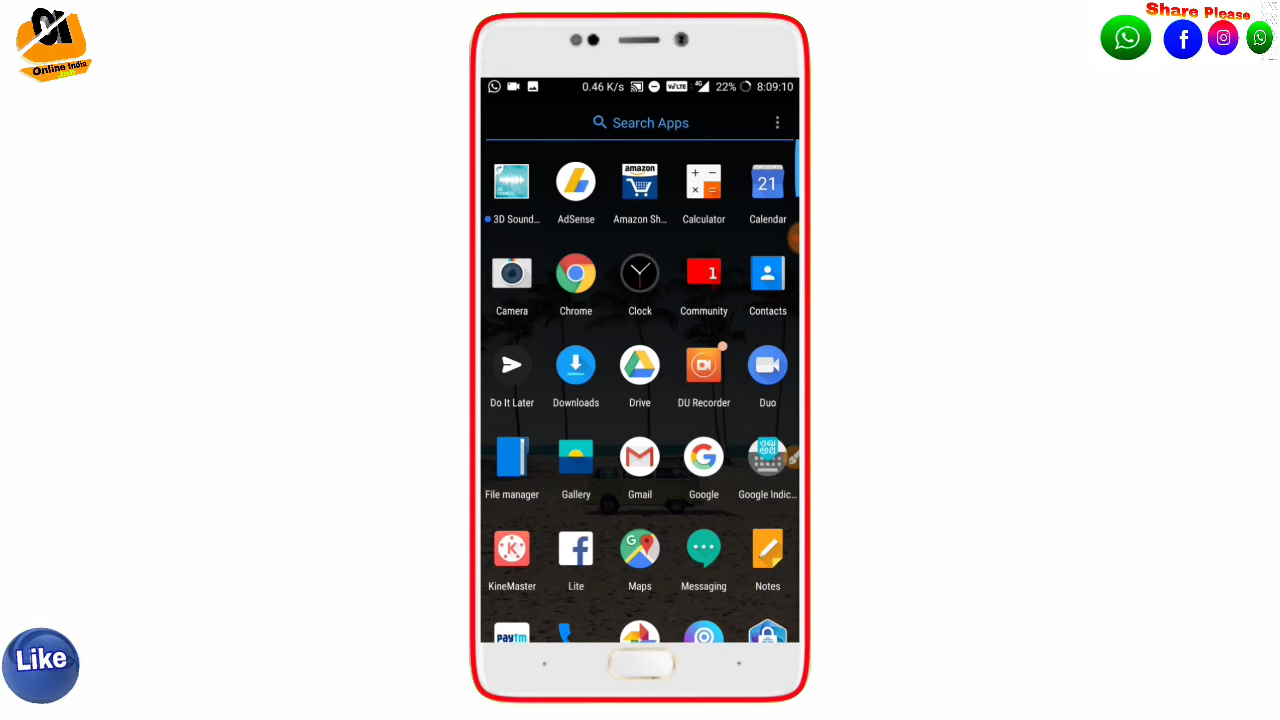 Online India
Share Please
0.46 K/s VoLTE 4G 22% 8:09:10
Search Apps
amazon
21
3D Sound... AdSense Amazon Sh... Calculator Calendar
1
Camera Chrome Clock Community Contacts
Do It Later Downloads Drive DU Recorder Duo
File manager Gallery Gmail Google Google Indic...
KineMaster Lite Maps Messaging Notes
paytm
Like